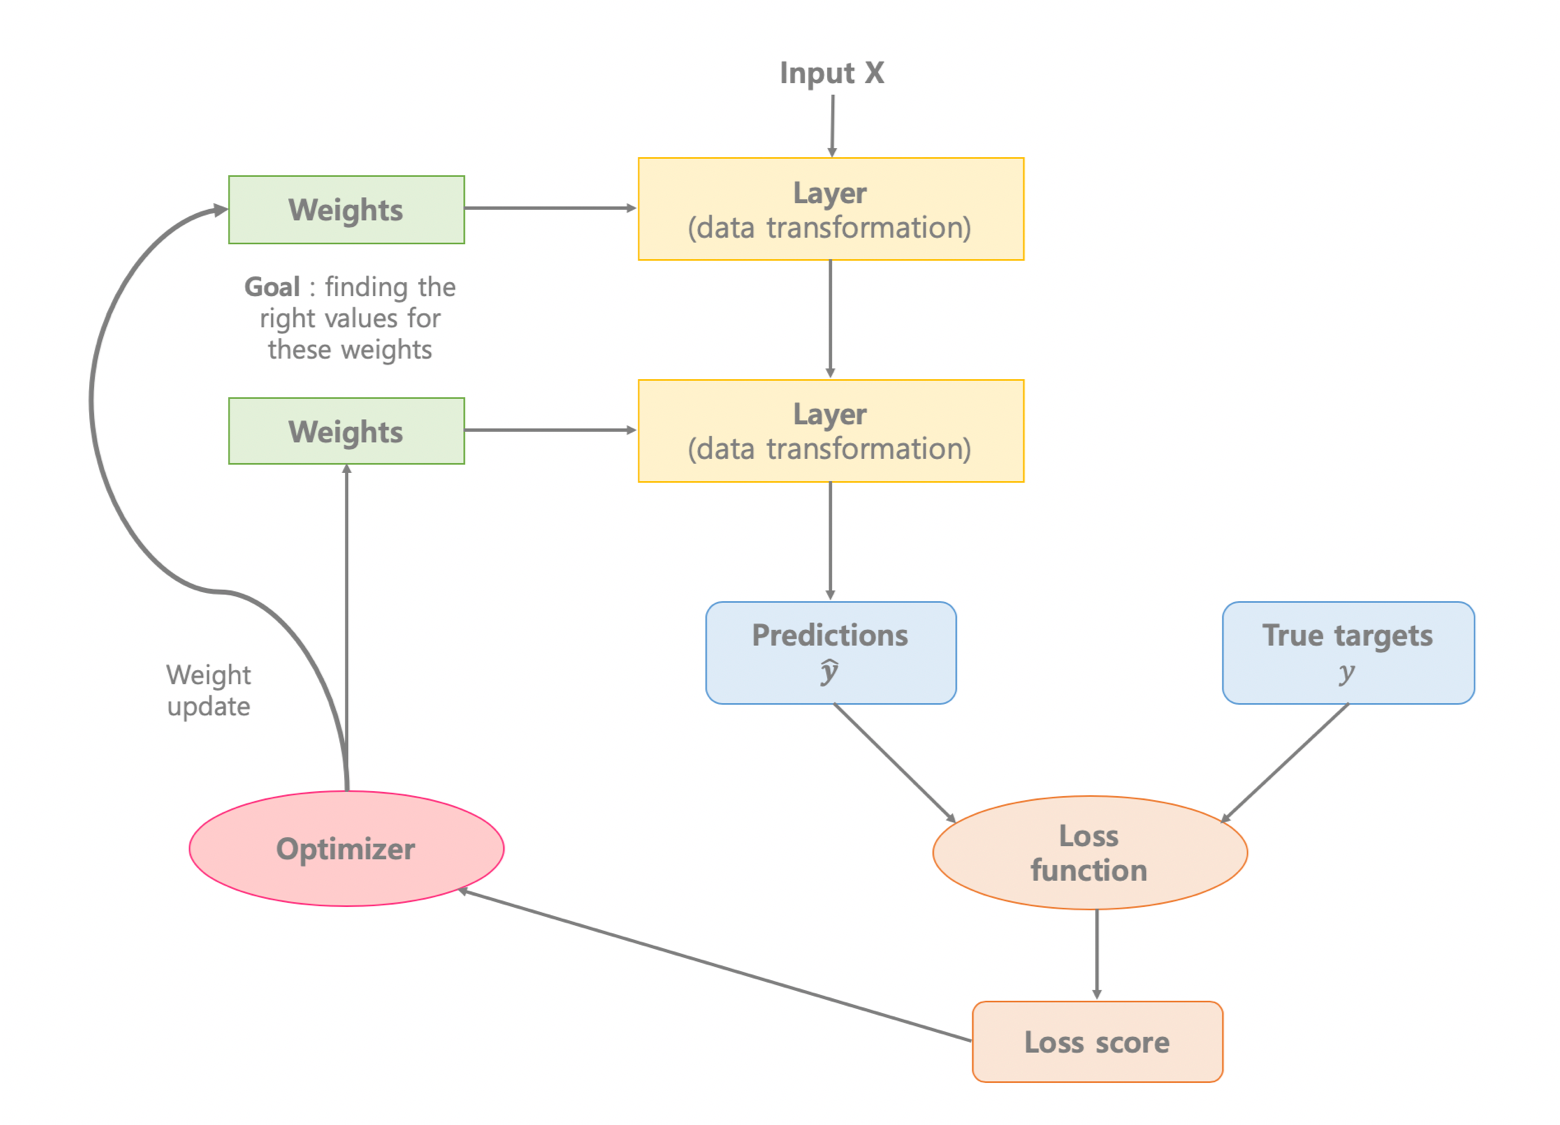 Input X
Weights
Layer
(data transformation)
Goal : finding the
right values for
these weights
Weights
Layer
(data transformation)
Predictions
ŷ
True targets
y
Weight
update
Optimizer
Loss
function
Loss score